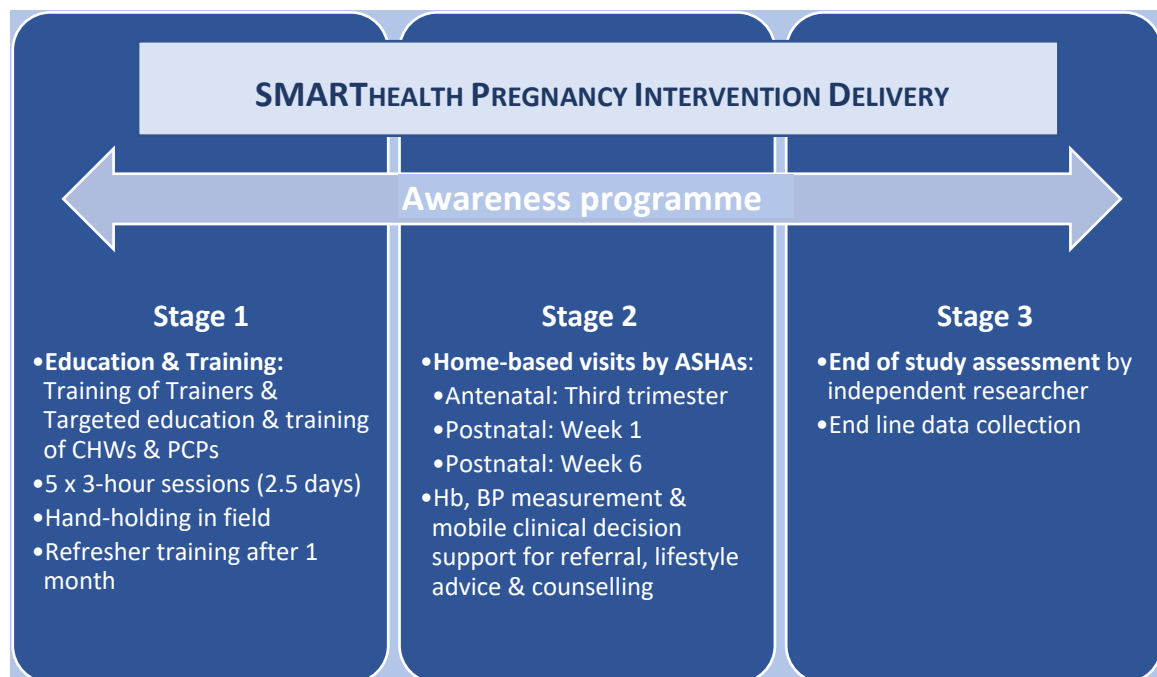 SMARTHEALTH PREGNANCY INTERVENTION DELIVERY
Awareness programme
Stage 1
•Education & Training:
Training of Trainers &
Targeted education & training
of CHWs & PCPs
•5 x 3-hour sessions (2.5 days)
•Hand-holding in field
•Refresher training after 1
month
Stage 2
•Home-based visits by ASHAs:
•Antenatal: Third trimester
•Postnatal: Week 1
•Postnatal: Week 6
•Hb, BP measurement &
mobile clinical decision
support for referral, lifestyle
advice & counselling
Stage 3
•End of study assessment by
independent researcher
•End line data collection